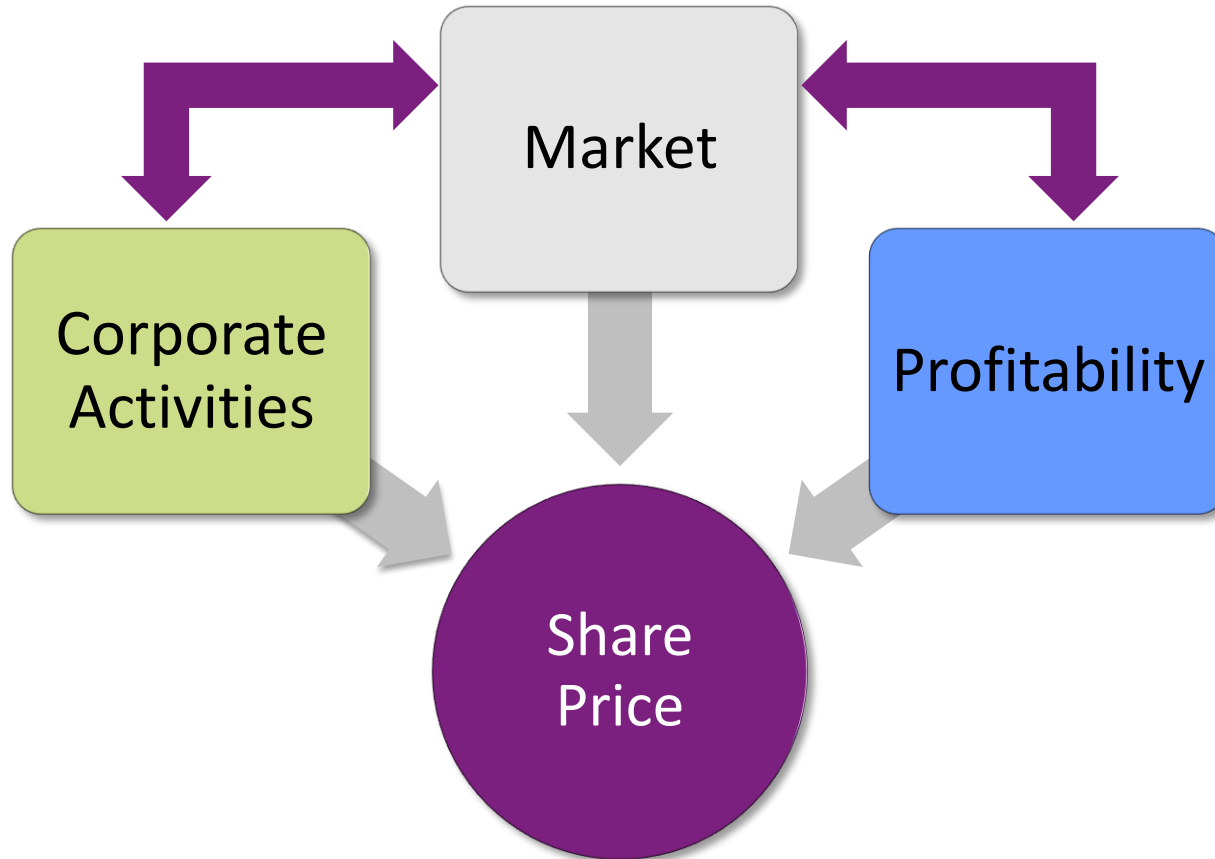 Market
Corporate
Activities
Profitability
Share
Price